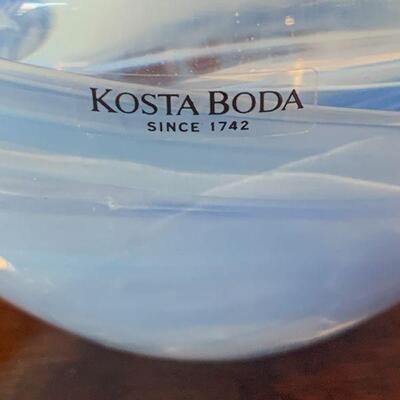 KOSTA BODA
SINCE 1742